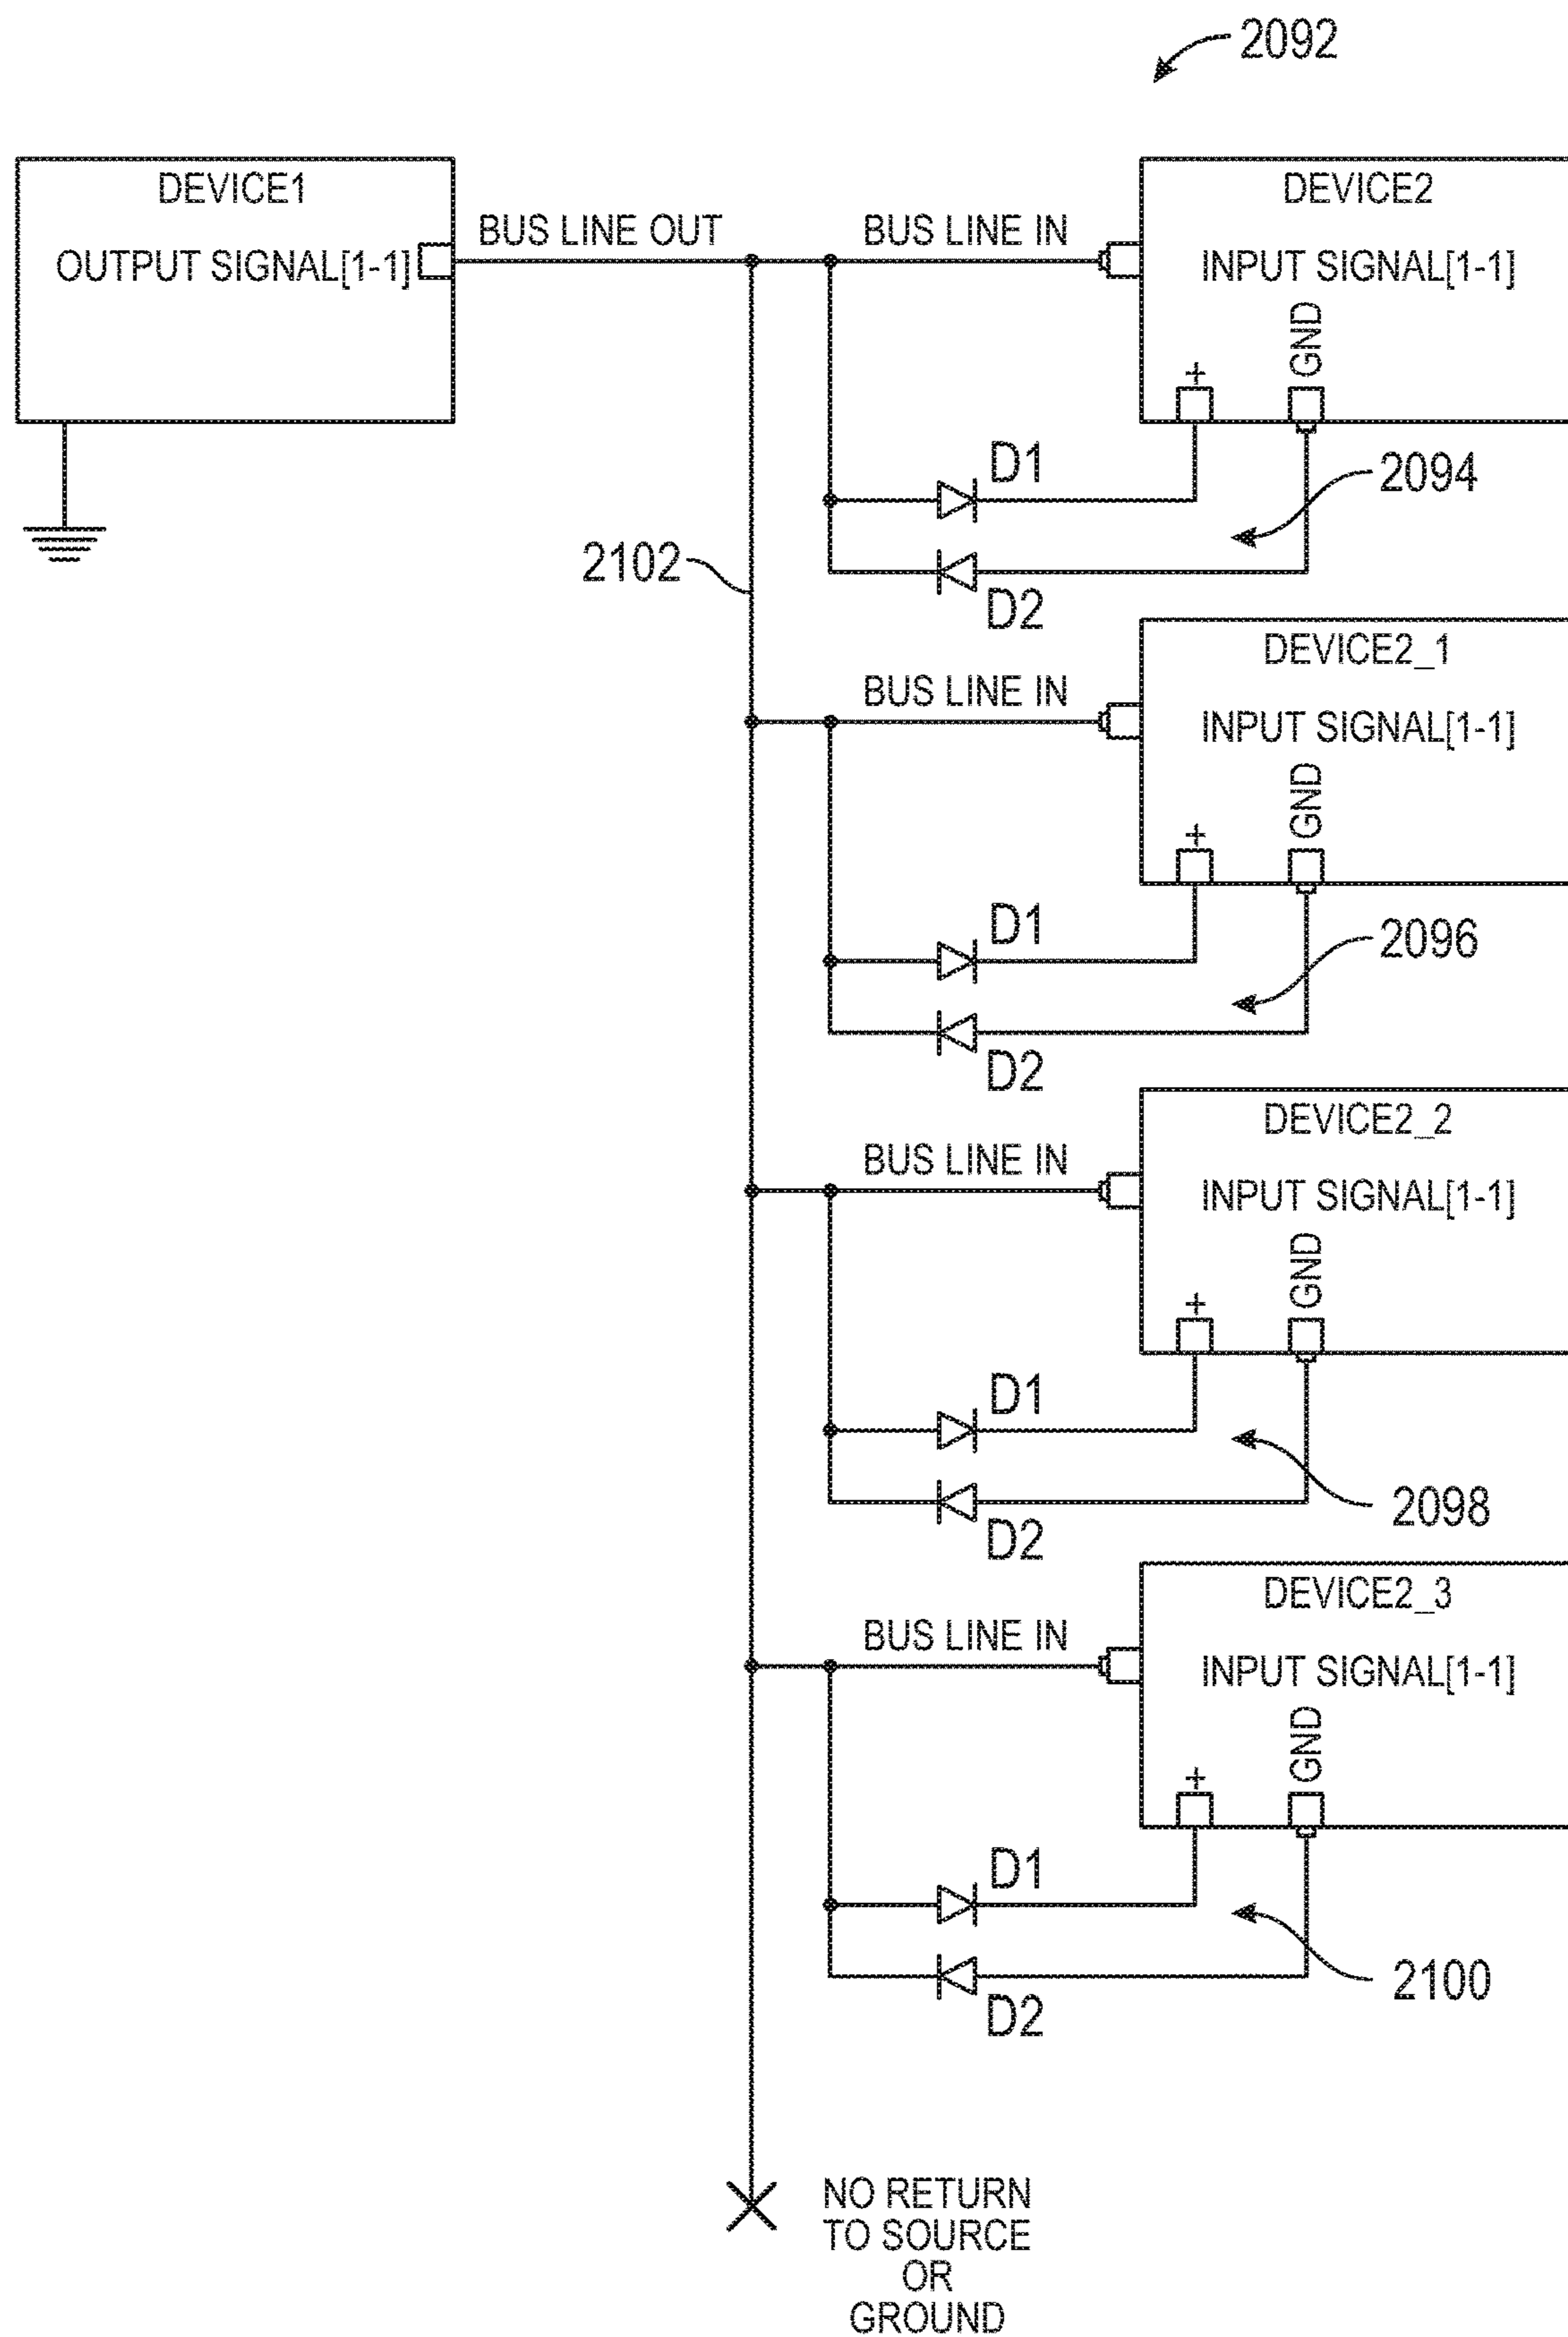 2092
DEVICE1
OUTPUT SIGNAL[1-1]
BUS LINE OUT
BUS LINE IN
DEVICE2
INPUT SIGNAL[1-1]
+
GND
D1
2094
2102
D2
DEVICE2_1
BUS LINE IN
INPUT SIGNAL[1-1]
+
GND
D1
2096
D2
DEVICE2_2
BUS LINE IN
INPUT SIGNAL[1-1]
+
GND
D1
2098
D2
DEVICE2_3
BUS LINE IN
INPUT SIGNAL[1-1]
+
GND
D1
2100
D2
NO RETURN
TO SOURCE
OR
GROUND